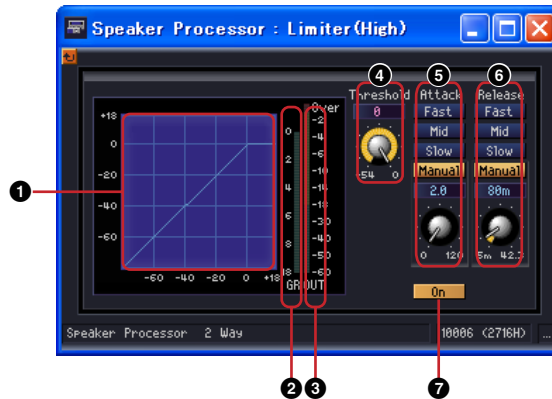 Speaker Processor : Limiter(High)
4 5 6
Threshold Attack Release
0 Fast Fast
Mid Mid
Slow Slow
Manual Manual
-54 0 2.0 80m
0 120 5m 42.3
On
+18
0
-20
-40
-60
-60 -40 -20 0 +18
0
2
4
6
8
18
GR
Over
-2
-4
-6
-10
-14
-18
-30
-40
-50
-60
OUT
1
Speaker Processor 2 Way 10006 (2716H) ...
2 3 7